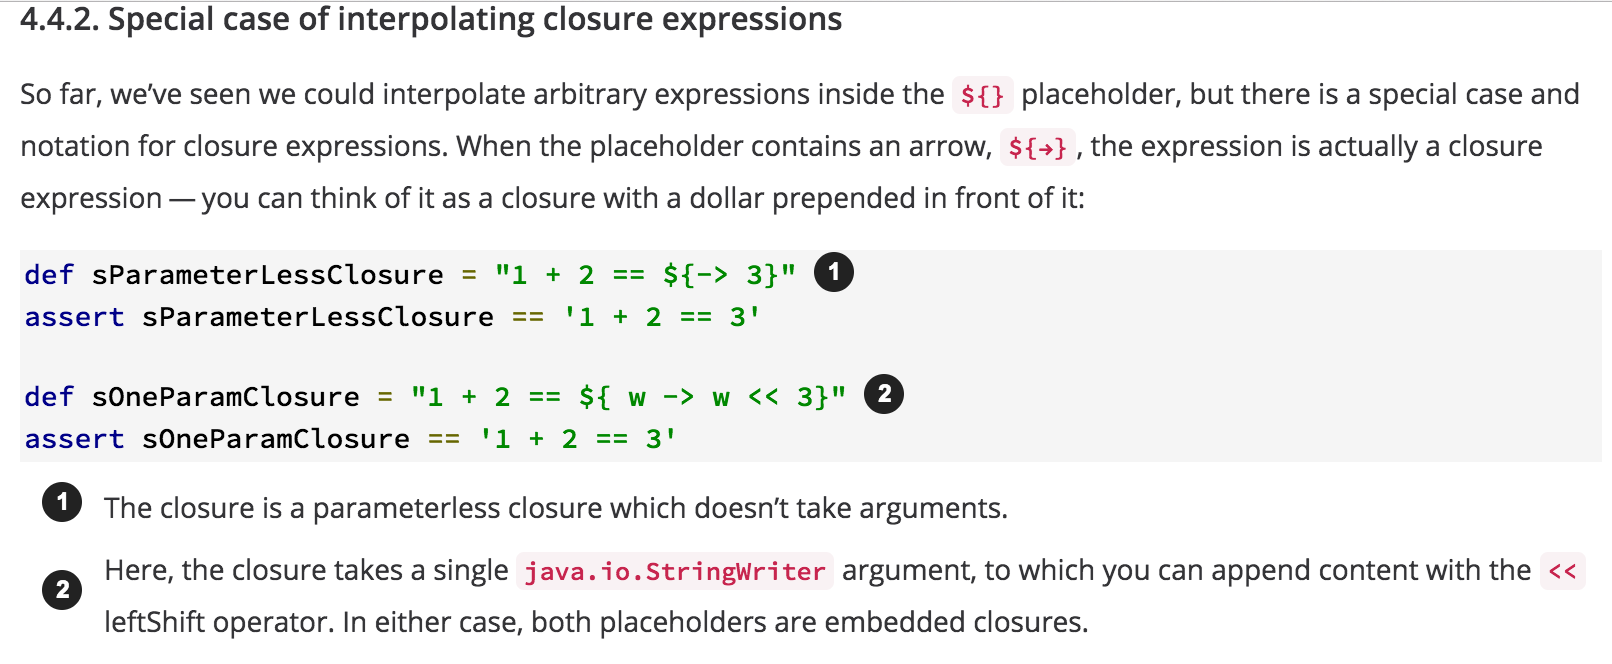 4.4.2. Special case of interpolating closure expressions
So far, we’ve seen we could interpolate arbitrary expressions inside the ${} placeholder, but there is a special case and
notation for closure expressions. When the placeholder contains an arrow, ${→}, the expression is actually a closure
expression — you can think of it as a closure with a dollar prepended in front of it:
def sParameterLessClosure = "1 + 2 == ${-> 3}" 1
assert sParameterLessClosure == '1 + 2 == 3'
def sOneParamClosure = "1 + 2 == ${ w -> w << 3}" 2
assert sOneParamClosure == '1 + 2 == 3'
1 The closure is a parameterless closure which doesn’t take arguments.
2 Here, the closure takes a single java.io.StringWriter argument, to which you can append content with the <<
leftShift operator. In either case, both placeholders are embedded closures.